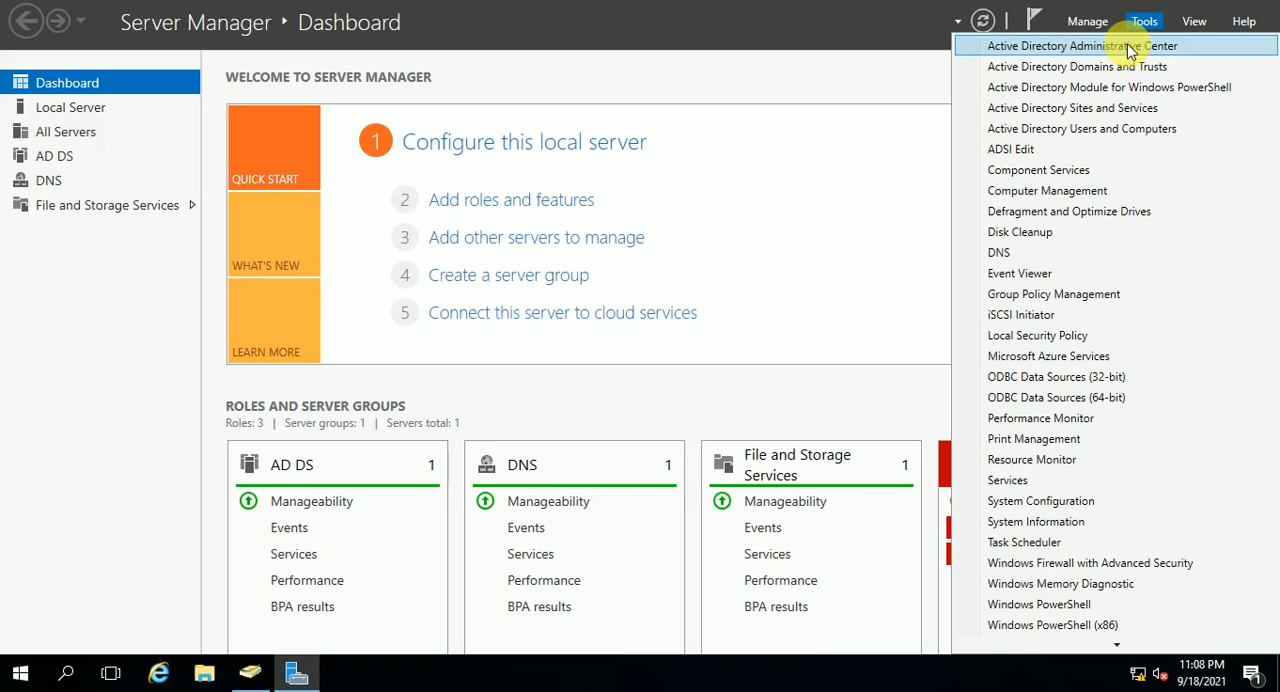 Server Manager ‣ Dashboard
Manage
Tools
View
Help
Dashboard
Local Server
All Servers
AD DS
DNS
File and Storage Services
WELCOME TO SERVER MANAGER
QUICK START
WHAT'S NEW
LEARN MORE
1 Configure this local server
2 Add roles and features
3 Add other servers to manage
4 Create a server group
5 Connect this server to cloud services
ROLES AND SERVER GROUPS
Roles: 3 | Server groups: 1 | Servers total: 1
AD DS 1
Manageability
Events
Services
Performance
BPA results
DNS 1
Manageability
Events
Services
Performance
BPA results
File and Storage
Services 1
Manageability
Events
Services
Performance
BPA results
Active Directory Administrative Center
Active Directory Domains and Trusts
Active Directory Module for Windows PowerShell
Active Directory Sites and Services
Active Directory Users and Computers
ADSI Edit
Component Services
Computer Management
Defragment and Optimize Drives
Disk Cleanup
DNS
Event Viewer
Group Policy Management
iSCSI Initiator
Local Security Policy
Microsoft Azure Services
ODBC Data Sources (32-bit)
ODBC Data Sources (64-bit)
Performance Monitor
Print Management
Resource Monitor
Services
System Configuration
System Information
Task Scheduler
Windows Firewall with Advanced Security
Windows Memory Diagnostic
Windows PowerShell
Windows PowerShell (x86)
11:08 PM
9/18/2021
1